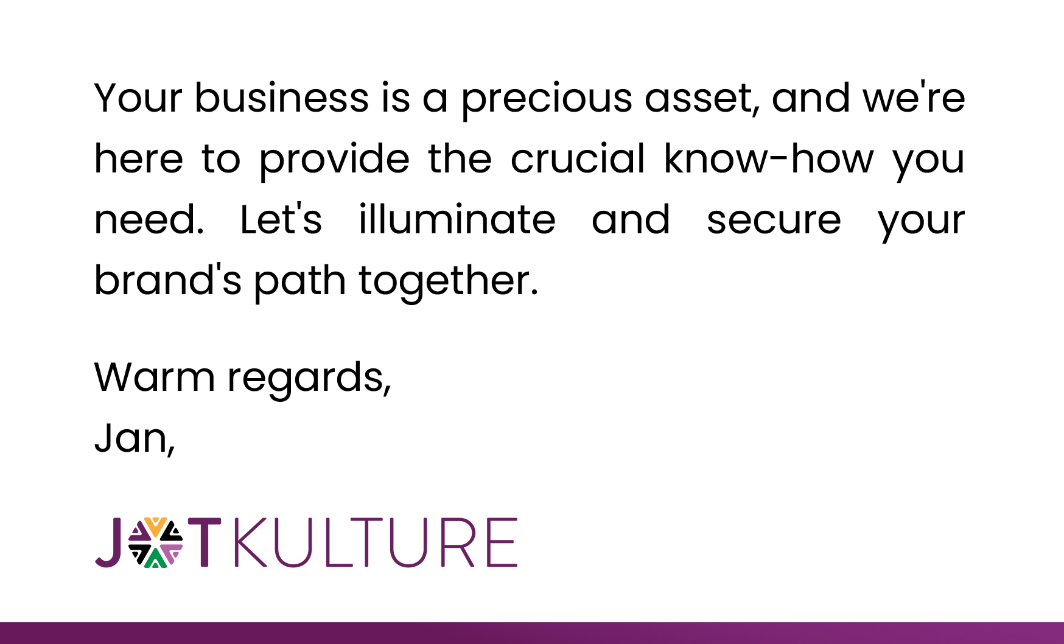 Your business is a precious asset, and we're
here to provide the crucial know-how you
need. Let's illuminate and secure your
brand's path together.
Warm regards,
Jan,
JOT KULTURE